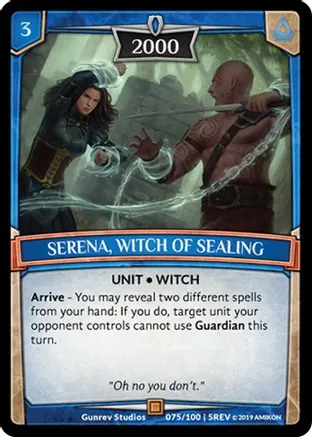 3
2000
SERENA, WITCH OF SEALING
UNIT • WITCH
Arrive - You may reveal two different spells
from your hand: If you do, target unit your
opponent controls cannot use Guardian this
turn.
"Oh no you don't."
Gunrev Studios 075/100 | SREV © 2019 AMIKON